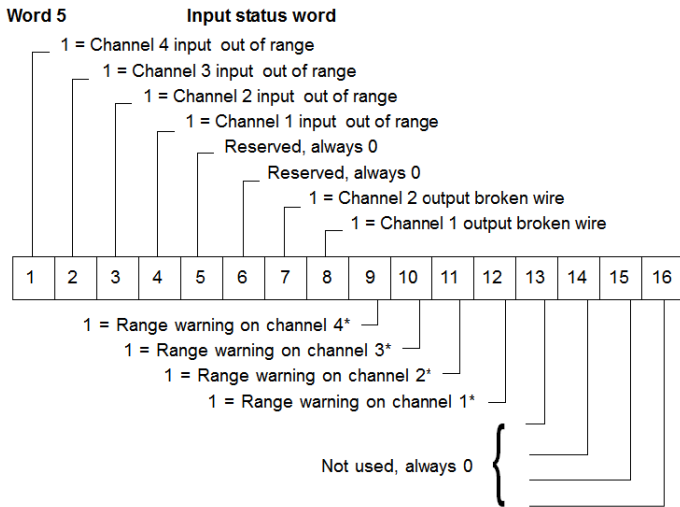 Word 5 Input status word
1 = Channel 4 input out of range
1 = Channel 3 input out of range
1 = Channel 2 input out of range
1 = Channel 1 input out of range
Reserved, always 0
Reserved, always 0
1 = Channel 2 output broken wire
1 = Channel 1 output broken wire
1 2 3 4 5 6 7 8 9 10 11 12 13 14 15 16
1 = Range warning on channel 4*
1 = Range warning on channel 3*
1 = Range warning on channel 2*
1 = Range warning on channel 1*
Not used, always 0